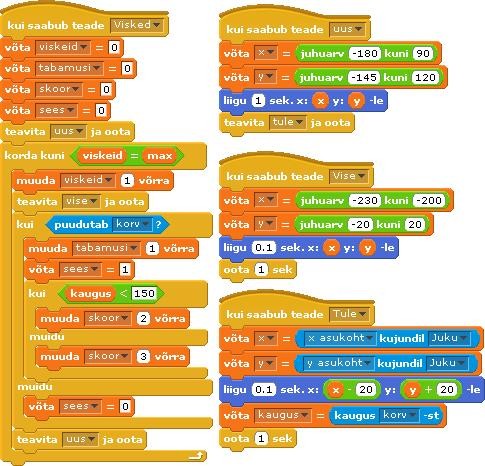 kui saabub teade Visked
võta viskeid = 0
võta tabamusi = 0
võta skoor = 0
võta sees = 0
teavita uus ja oota
korda kuni viskeid = max
muuda viskeid 1 võrra
teavita vise ja oota
kui puudutab korv ?
muuda tabamusi 1 võrra
võta sees = 1
kui kaugus < 150
muuda skoor 2 võrra
muidu
muuda skoor 3 võrra
muidu
võta sees = 0
teavita uus ja oota
kui saabub teade uus
võta x = juhuarv -180 kuni 90
võta y = juhuarv -145 kuni 120
liigu 1 sek. x: x y: y -le
teavita tule ja oota
kui saabub teade Vise
võta x = juhuarv -230 kuni -200
võta y = juhuarv -20 kuni 20
liigu 0.1 sek. x: x y: y -le
oota 1 sek
kui saabub teade Tule
võta x = x asukoht kujundil Juku
võta y = y asukoht kujundil Juku
liigu 0.1 sek. x: x - 20 y: y + 20 -le
võta kaugus = kaugus korv -st
oota 1 sek